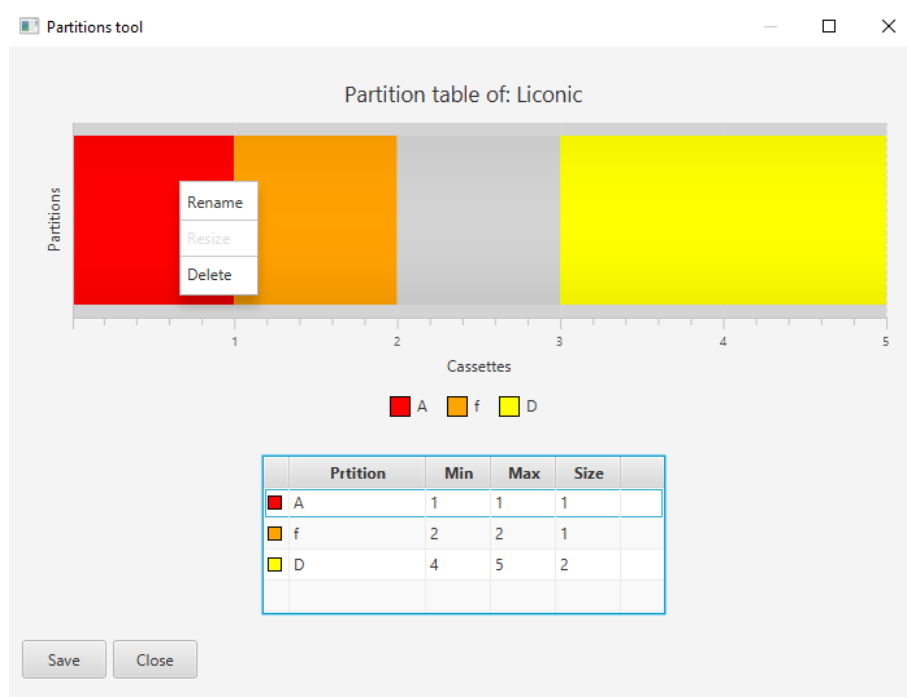 Partitions tool
Partition table of: Liconic
Partitions
Rename
Resize
Delete
1 2 3 4 5
Cassettes
A f D
Prtition Min Max Size
A 1 1 1
f 2 2 1
D 4 5 2
Save Close